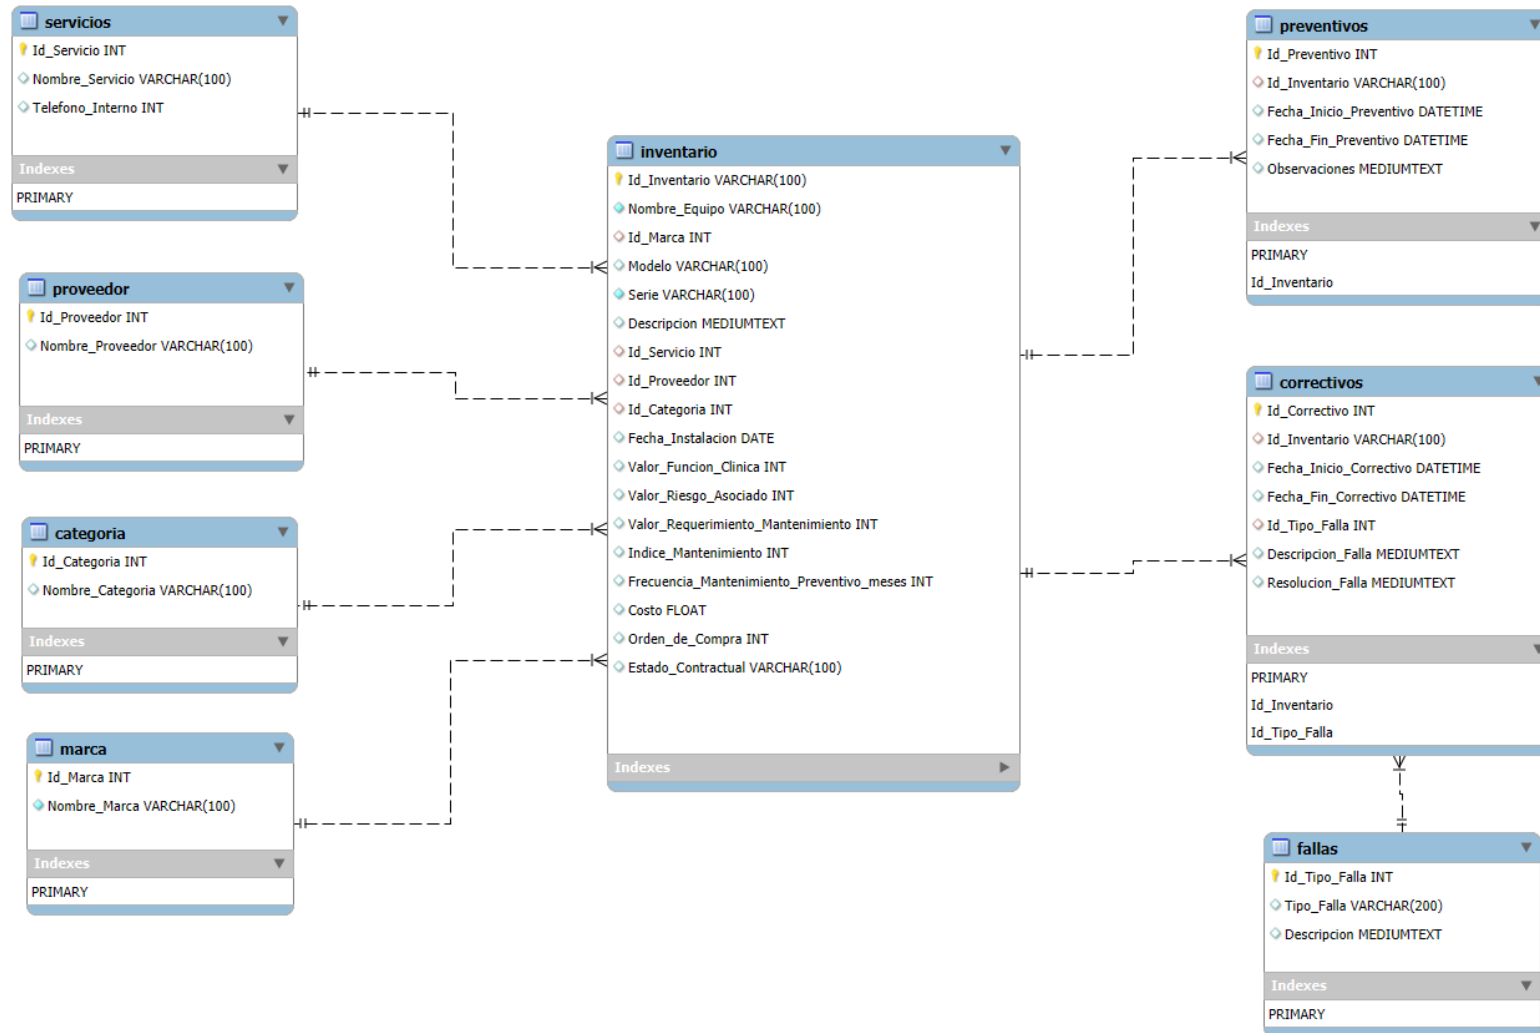 servicios
Id_Servicio INT
Nombre_Servicio VARCHAR(100)
Telefono_Interno INT
Indexes
PRIMARY
proveedor
Id_Proveedor INT
Nombre_Proveedor VARCHAR(100)
Indexes
PRIMARY
categoria
Id_Categoria INT
Nombre_Categoria VARCHAR(100)
Indexes
PRIMARY
marca
Id_Marca INT
Nombre_Marca VARCHAR(100)
Indexes
PRIMARY
inventario
Id_Inventario VARCHAR(100)
Nombre_Equipo VARCHAR(100)
Id_Marca INT
Modelo VARCHAR(100)
Serie VARCHAR(100)
Descripcion MEDIUMTEXT
Id_Servicio INT
Id_Proveedor INT
Id_Categoria INT
Fecha_Instalacion DATE
Valor_Funcion_Clinica INT
Valor_Riesgo_Asociado INT
Valor_Requerimiento_Mantenimiento INT
Indice_Mantenimiento INT
Frecuencia_Mantenimiento_Preventivo_meses INT
Costo FLOAT
Orden_de_Compra INT
Estado_Contractual VARCHAR(100)
Indexes
preventivos
Id_Preventivo INT
Id_Inventario VARCHAR(100)
Fecha_Inicio_Preventivo DATETIME
Fecha_Fin_Preventivo DATETIME
Observaciones MEDIUMTEXT
Indexes
PRIMARY
Id_Inventario
correctivos
Id_Correctivo INT
Id_Inventario VARCHAR(100)
Fecha_Inicio_Correctivo DATETIME
Fecha_Fin_Correctivo DATETIME
Id_Tipo_Falla INT
Descripcion_Falla MEDIUMTEXT
Resolucion_Falla MEDIUMTEXT
Indexes
PRIMARY
Id_Inventario
Id_Tipo_Falla
fallas
Id_Tipo_Falla INT
Tipo_Falla VARCHAR(200)
Descripcion MEDIUMTEXT
Indexes
PRIMARY